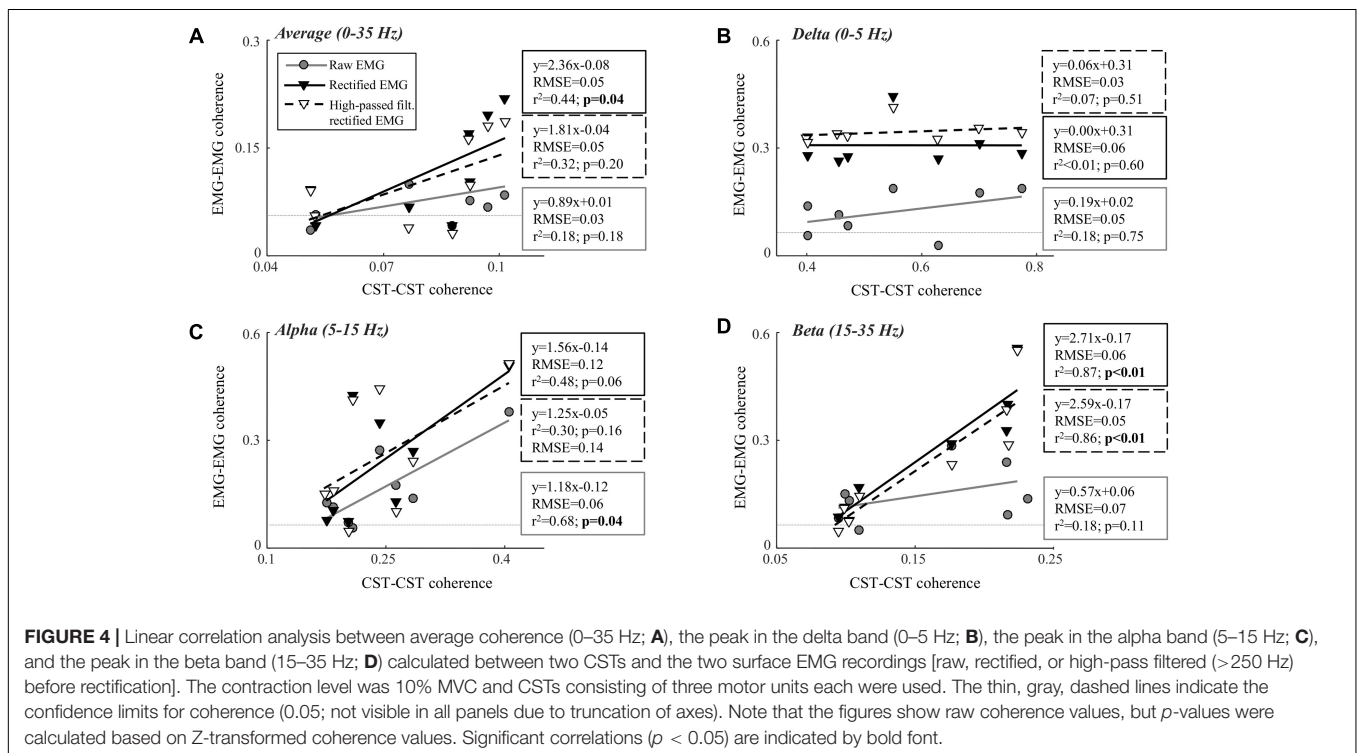 A
Average (0-35 Hz)
0.3
0.15
0
EMG-EMG coherence
Raw EMG
Rectified EMG
High-passed filt.
rectified EMG
y=2.36x-0.08
RMSE=0.05
r²=0.44; p=0.04
y=1.81x-0.04
RMSE=0.05
r²=0.32; p=0.20
y=0.89x+0.01
RMSE=0.03
r²=0.18; p=0.18
0.04 0.07 0.1
CST-CST coherence
B
Delta (0-5 Hz)
0.6
0.3
0
EMG-EMG coherence
y=0.06x+0.31
RMSE=0.03
r²=0.07; p=0.51
y=0.00x+0.31
RMSE=0.06
r²<0.01; p=0.60
y=0.19x+0.02
RMSE=0.05
r²=0.18; p=0.75
0.4 0.6 0.8
CST-CST coherence
C
Alpha (5-15 Hz)
0.6
0.3
0
EMG-EMG coherence
y=1.56x-0.14
RMSE=0.12
r²=0.48; p=0.06
y=1.25x-0.05
r²=0.30; p=0.16
RMSE=0.14
y=1.18x-0.12
RMSE=0.06
r²=0.68; p=0.04
0.1 0.25 0.4
CST-CST coherence
D
Beta (15-35 Hz)
0.6
0.3
0
EMG-EMG coherence
y=2.71x-0.17
RMSE=0.06
r²=0.87; p<0.01
y=2.59x-0.17
RMSE=0.05
r²=0.86; p<0.01
y=0.57x+0.06
RMSE=0.07
r²=0.18; p=0.11
0.05 0.15 0.25
CST-CST coherence
FIGURE 4 | Linear correlation analysis between average coherence (0–35 Hz; A), the peak in the delta band (0–5 Hz; B), the peak in the alpha band (5–15 Hz; C),
and the peak in the beta band (15–35 Hz; D) calculated between two CSTs and the two surface EMG recordings [raw, rectified, or high-pass filtered (>250 Hz)
before rectification]. The contraction level was 10% MVC and CSTs consisting of three motor units each were used. The thin, gray, dashed lines indicate the
confidence limits for coherence (0.05; not visible in all panels due to truncation of axes). Note that the figures show raw coherence values, but p-values were
calculated based on Z-transformed coherence values. Significant correlations (p < 0.05) are indicated by bold font.